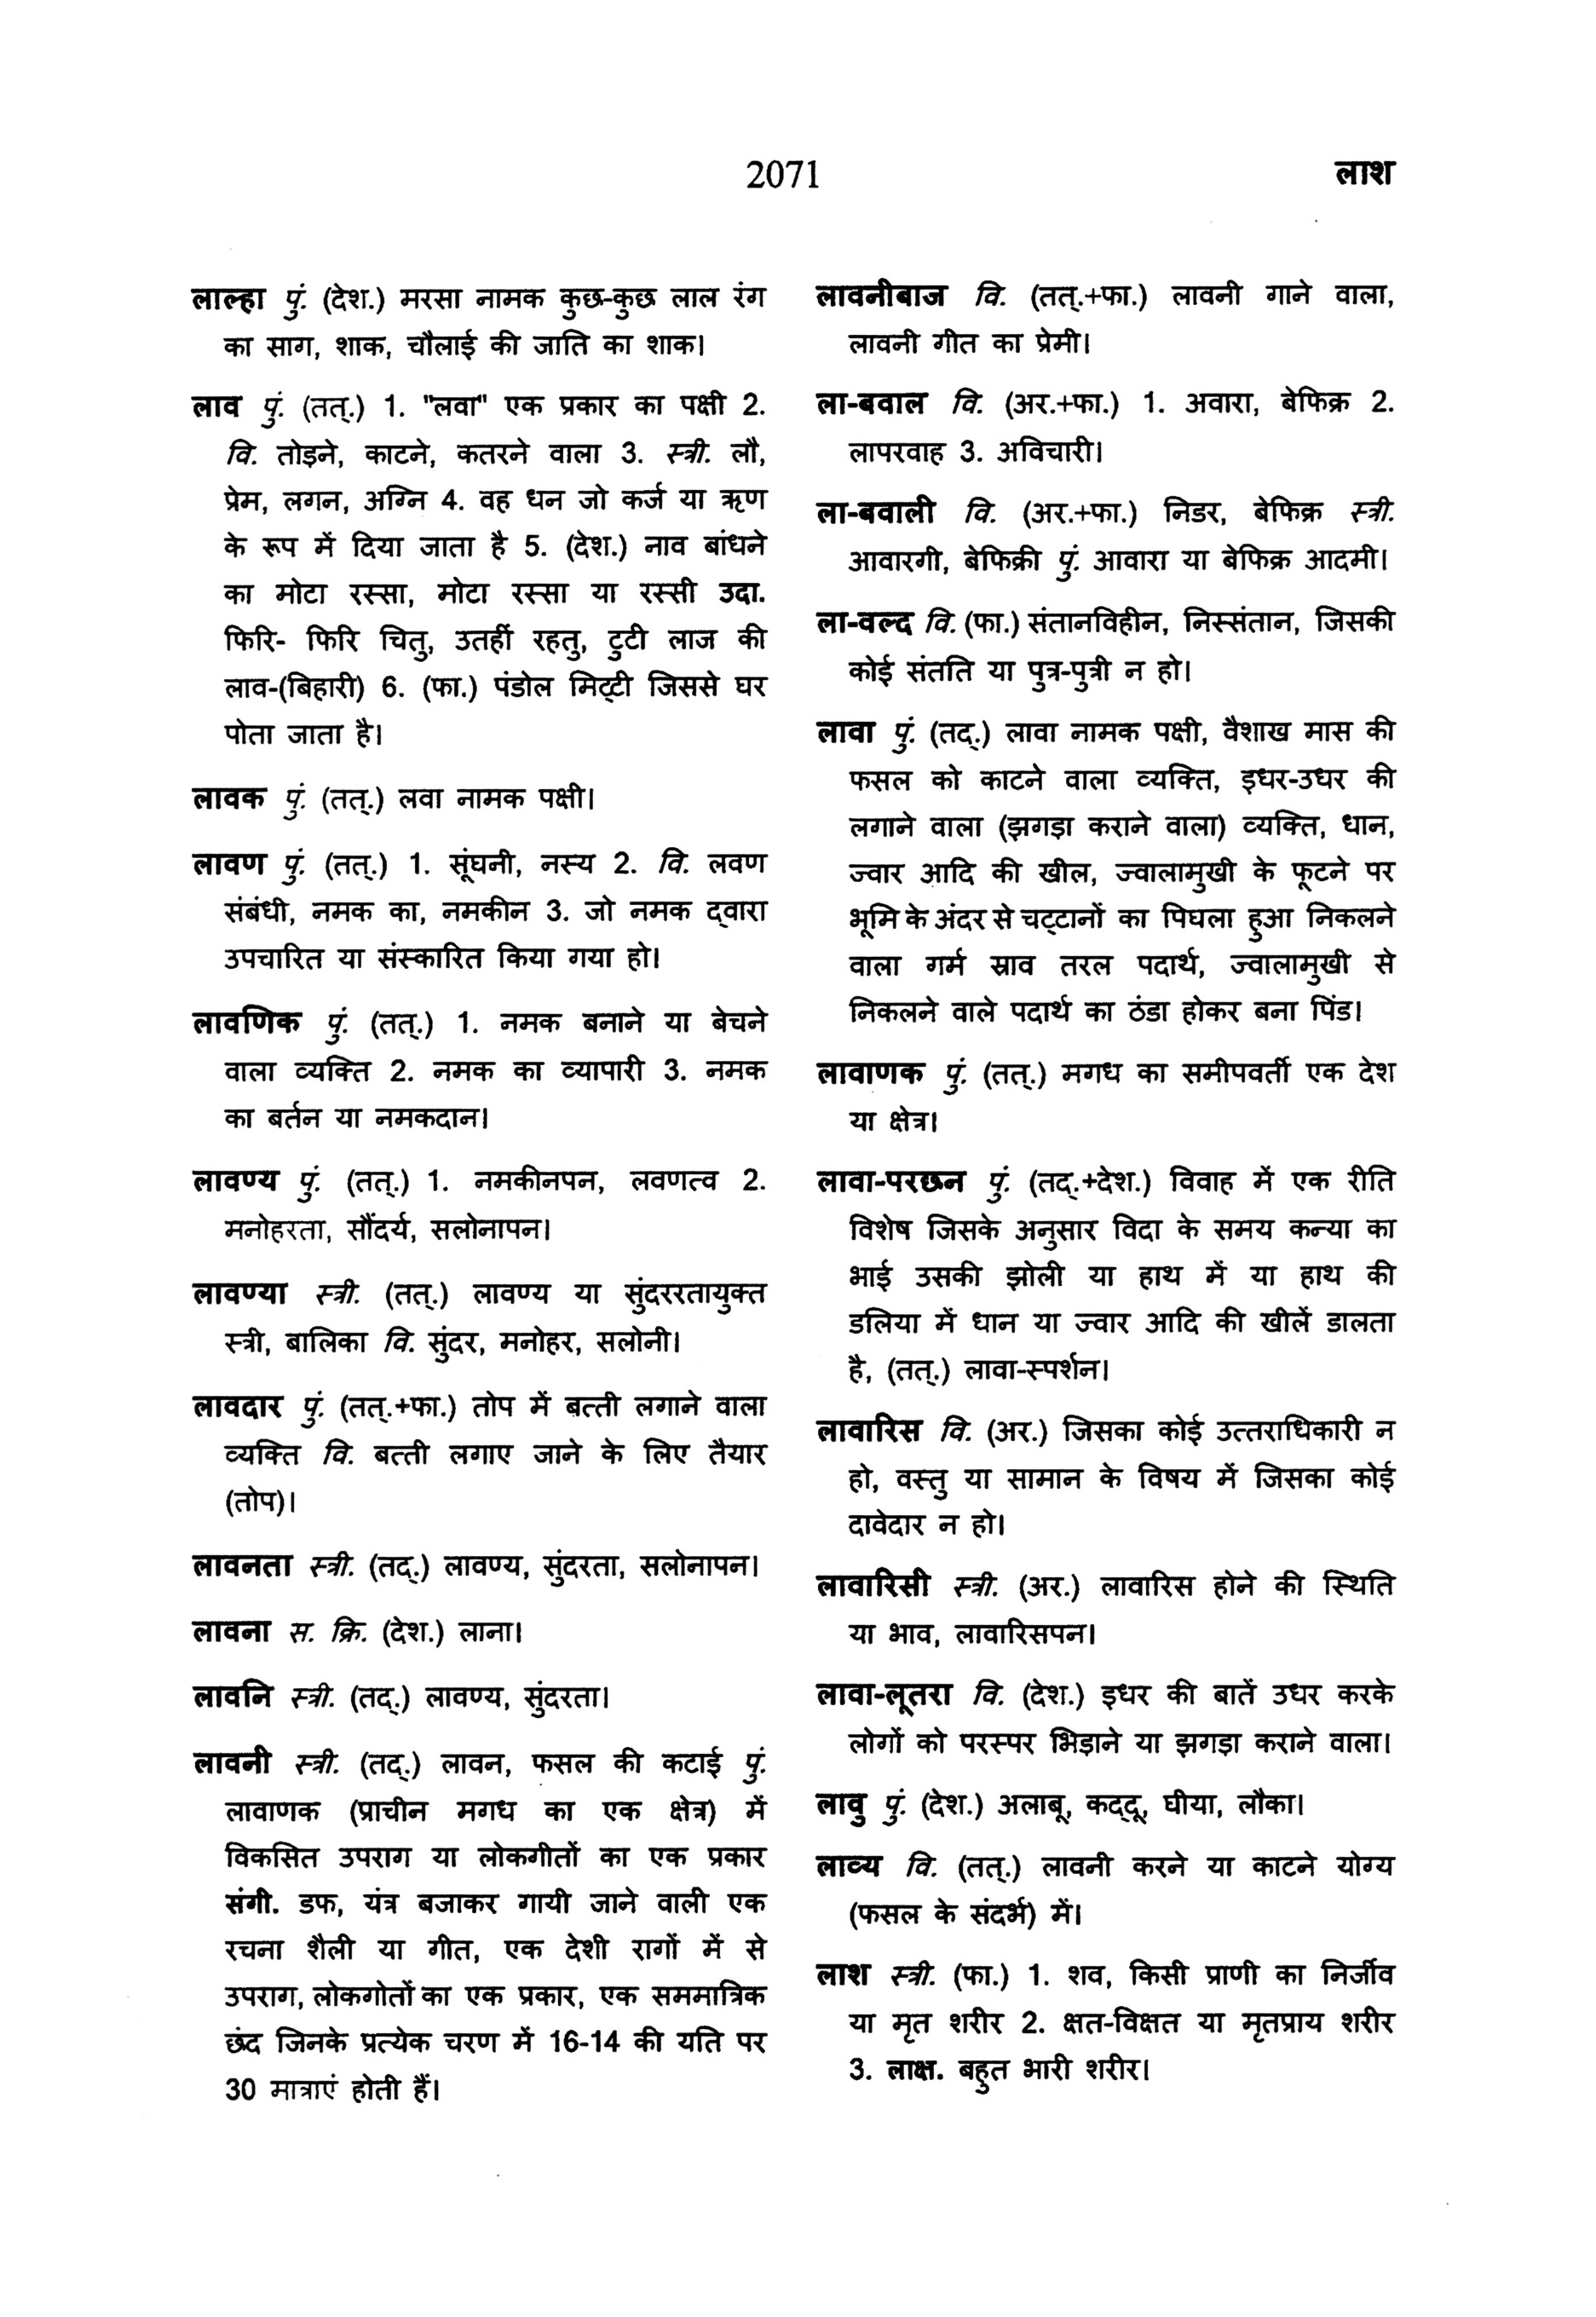 2071
लाश
लाल्हा पुं. (देश.) मरसा नामक कुछ-कुछ लाल रंग
का साग, शाक, चौलाई की जाति का शाक।
लाव पुं. (तत्.) 1. "लवा" एक प्रकार का पक्षी 2.
वि. तोड़ने, काटने, कतरने वाला 3. स्त्री. लौ,
प्रेम, लगन, अग्नि 4. वह धन जो कर्ज या ऋण
के रूप में दिया जाता है 5. (देश.) नाव बांधने
का मोटा रस्सा, मोटा रस्सा या रस्सी उदा.
फिरि- फिरि चितु, उतहीं रहतु, टुटी लाज की
लाव-(बिहारी) 6. (फा.) पंडोल मिट्टी जिससे घर
पोता जाता है।
लावक पुं. (तत्.) लवा नामक पक्षी।
लावण पुं. (तत्.) 1. सूंघनी, नस्य 2. वि. लवण
संबंधी, नमक का, नमकीन 3. जो नमक द्वारा
उपचारित या संस्कारित किया गया हो।
लावणिक पुं. (तत्.) 1. नमक बनाने या बेचने
वाला व्यक्ति 2. नमक का व्यापारी 3. नमक
का बर्तन या नमकदान।
लावण्य पुं. (तत्.) 1. नमकीनपन, लवणत्व 2.
मनोहरता, सौंदर्य, सलोनापन।
लावण्या स्त्री. (तत्.) लावण्य या सुंदररतायुक्त
स्त्री, बालिका वि. सुंदर, मनोहर, सलोनी।
लावदार पुं. (तत्.+फा.) तोप में बत्ती लगाने वाला
व्यक्ति वि. बत्ती लगाए जाने के लिए तैयार
(तोप)।
लावनता स्त्री. (तद्.) लावण्य, सुंदरता, सलोनापन।
लावना स. क्रि. (देश.) लाना।
लावनि स्त्री. (तद्.) लावण्य, सुंदरता।
लावनी स्त्री. (तद्.) लावन, फसल की कटाई पुं.
लावाणक (प्राचीन मगध का एक क्षेत्र) में
विकसित उपराग या लोकगीतों का एक प्रकार
संगी. डफ, यंत्र बजाकर गायी जाने वाली एक
रचना शैली या गीत, एक देशी रागों में से
उपराग, लोकगोतों का एक प्रकार, एक सममात्रिक
छंद जिनके प्रत्येक चरण में 16-14 की यति पर
30 मात्राएं होती हैं।
लावनीबाज वि. (तत्.+फा.) लावनी गाने वाला,
लावनी गीत का प्रेमी।
ला-बवाल वि. (अर.+फा.) 1. अवारा, बेफिक्र 2.
लापरवाह 3. अविचारी।
ला-बवाली वि. (अर.+फा.) निडर, बेफिक्र स्त्री.
आवारगी, बेफिक्री पुं. आवारा या बेफिक्र आदमी।
ला-वल्द वि. (फा.) संतानविहीन, निस्संतान, जिसकी
कोई संतति या पुत्र-पुत्री न हो।
लावा पुं. (तद्.) लावा नामक पक्षी, वैशाख मास की
फसल को काटने वाला व्यक्ति, इधर-उधर की
लगाने वाला (झगड़ा कराने वाला) व्यक्ति, धान,
ज्वार आदि की खील, ज्वालामुखी के फूटने पर
भूमि के अंदर से चट्टानों का पिघला हुआ निकलने
वाला गर्म स्राव तरल पदार्थ, ज्वालामुखी से
निकलने वाले पदार्थ का ठंडा होकर बना पिंड।
लावाणक पुं. (तत्.) मगध का समीपवर्ती एक देश
या क्षेत्र।
लावा-परछन पुं. (तद्.+देश.) विवाह में एक रीति
विशेष जिसके अनुसार विदा के समय कन्या का
भाई उसकी झोली या हाथ में या हाथ की
डलिया में धान या ज्वार आदि की खीलें डालता
है, (तत्.) लावा-स्पर्शन।
लावारिस वि. (अर.) जिसका कोई उत्तराधिकारी न
हो, वस्तु या सामान के विषय में जिसका कोई
दावेदार न हो।
लावारिसी स्त्री. (अर.) लावारिस होने की स्थिति
या भाव, लावारिसपन।
लावा-लूतरा वि. (देश.) इधर की बातें उधर करके
लोगों को परस्पर भिड़ाने या झगड़ा कराने वाला।
लावु पुं. (देश.) अलाबू, कद्दू, घीया, लौका।
लाव्य वि. (तत्.) लावनी करने या काटने योग्य
(फसल के संदर्भ) में।
लाश स्त्री. (फा.) 1. शव, किसी प्राणी का निर्जीव
या मृत शरीर 2. क्षत-विक्षत या मृतप्राय शरीर
3. लाक्ष. बहुत भारी शरीर।